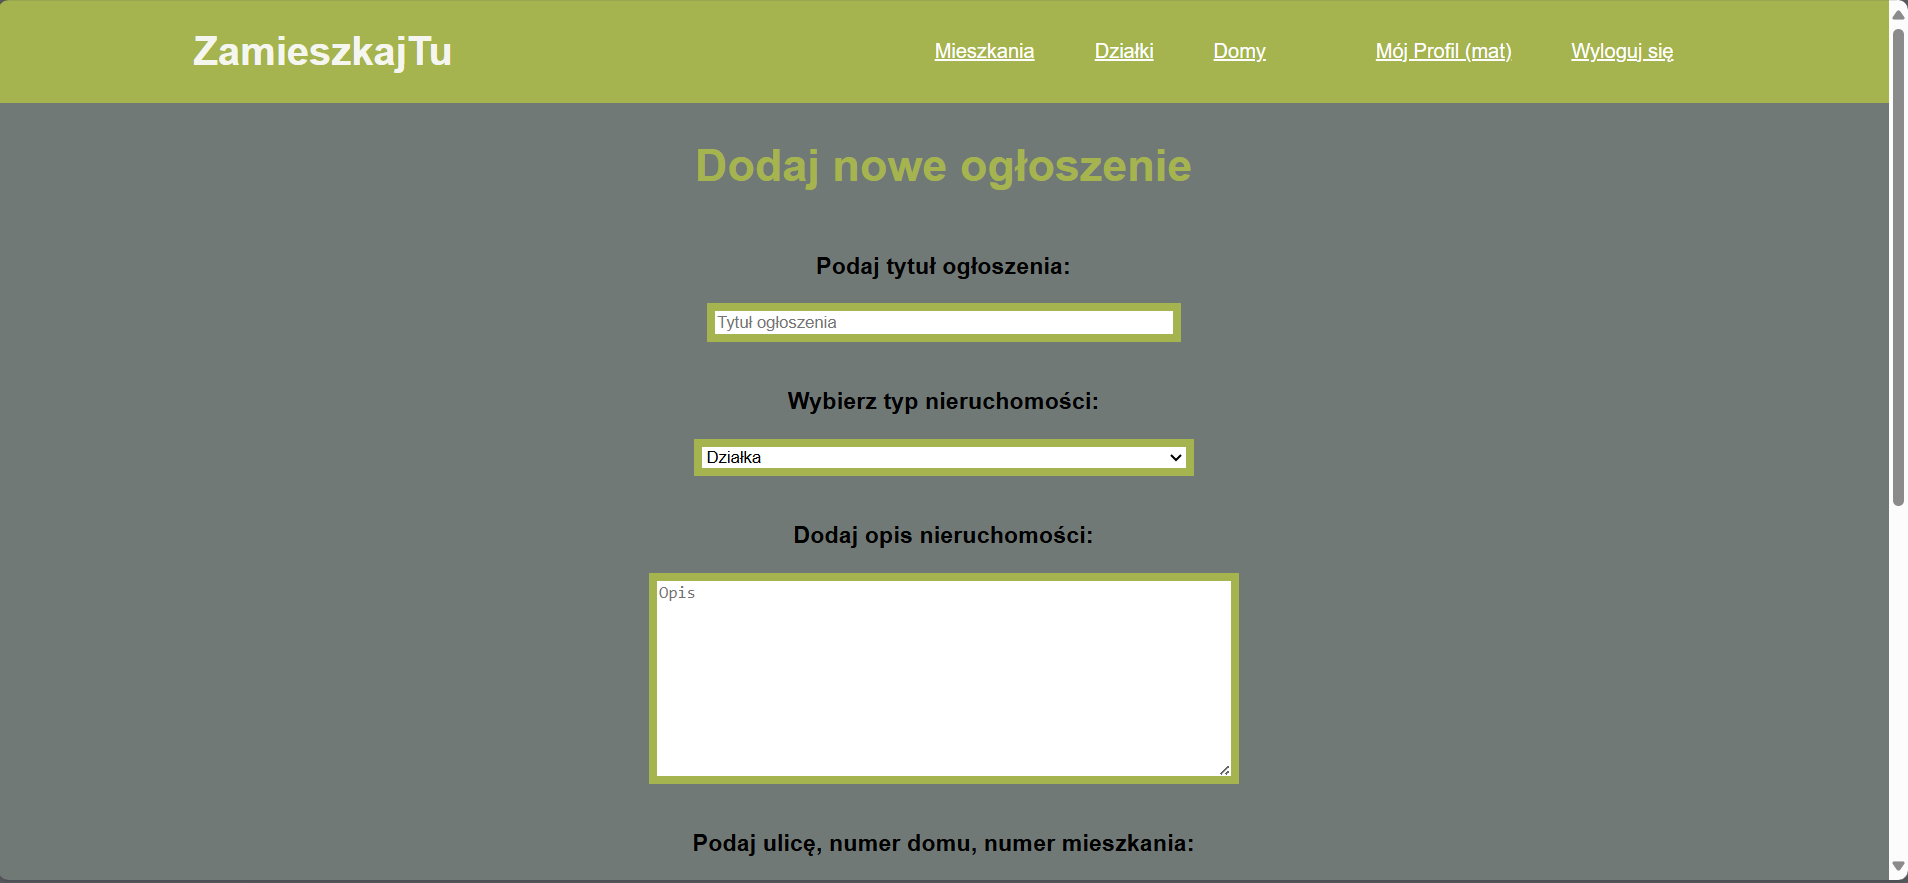 ZamieszkajTu
Mieszkania Działki Domy Mój Profil (mat) Wyloguj się
Dodaj nowe ogłoszenie
Podaj tytuł ogłoszenia:
Tytuł ogłoszenia
Wybierz typ nieruchomości:
Działka
Dodaj opis nieruchomości:
Opis
Podaj ulicę, numer domu, numer mieszkania: